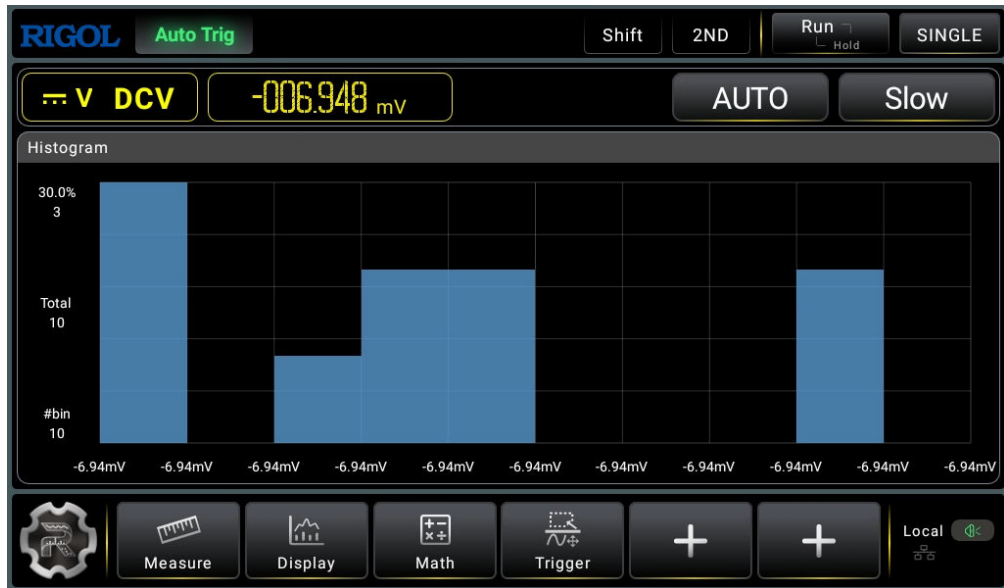 RIGOL Auto Trig Shift 2ND Run Hold SINGLE
V DCV -006.948 mV AUTO Slow
Histogram
30.0%
3
Total
10
#bin
10
-6.94mV -6.94mV -6.94mV -6.94mV -6.94mV -6.94mV -6.94mV -6.94mV -6.94mV -6.94mV -6.94mV
Measure Display Math Trigger + + Local